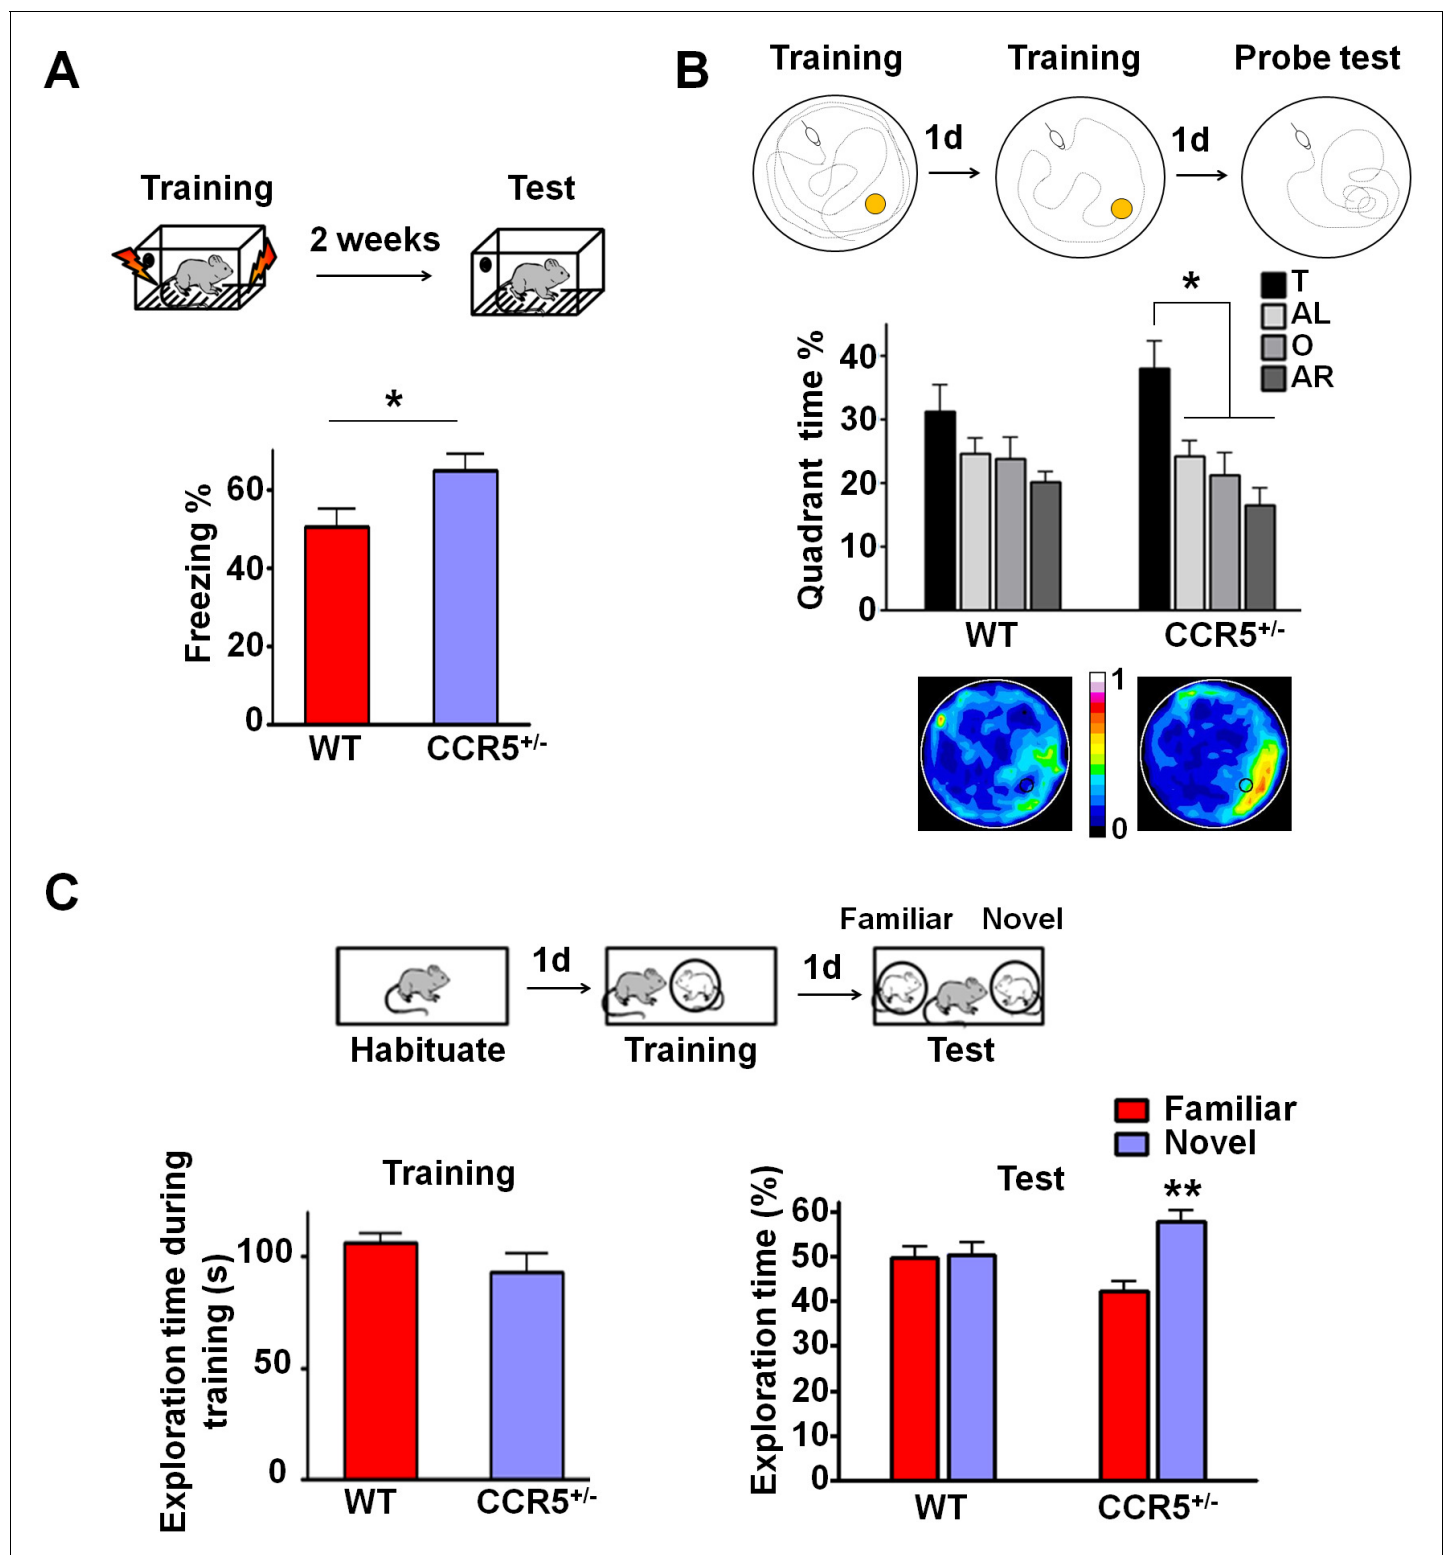 A
Training
2 weeks
Test
*
Freezing %
60
40
20
0
WT
CCR5+/-
B
Training
1d
Training
1d
Probe test
*
T
AL
O
AR
Quadrant time %
40
30
20
10
0
WT
CCR5+/-
1
0
C
Habituate
1d
Training
1d
Familiar Novel
Test
Training
Exploration time during
training (s)
100
50
0
WT
CCR5+/-
Familiar
Novel
Test
**
Exploration time (%)
60
50
40
30
20
10
0
WT
CCR5+/-